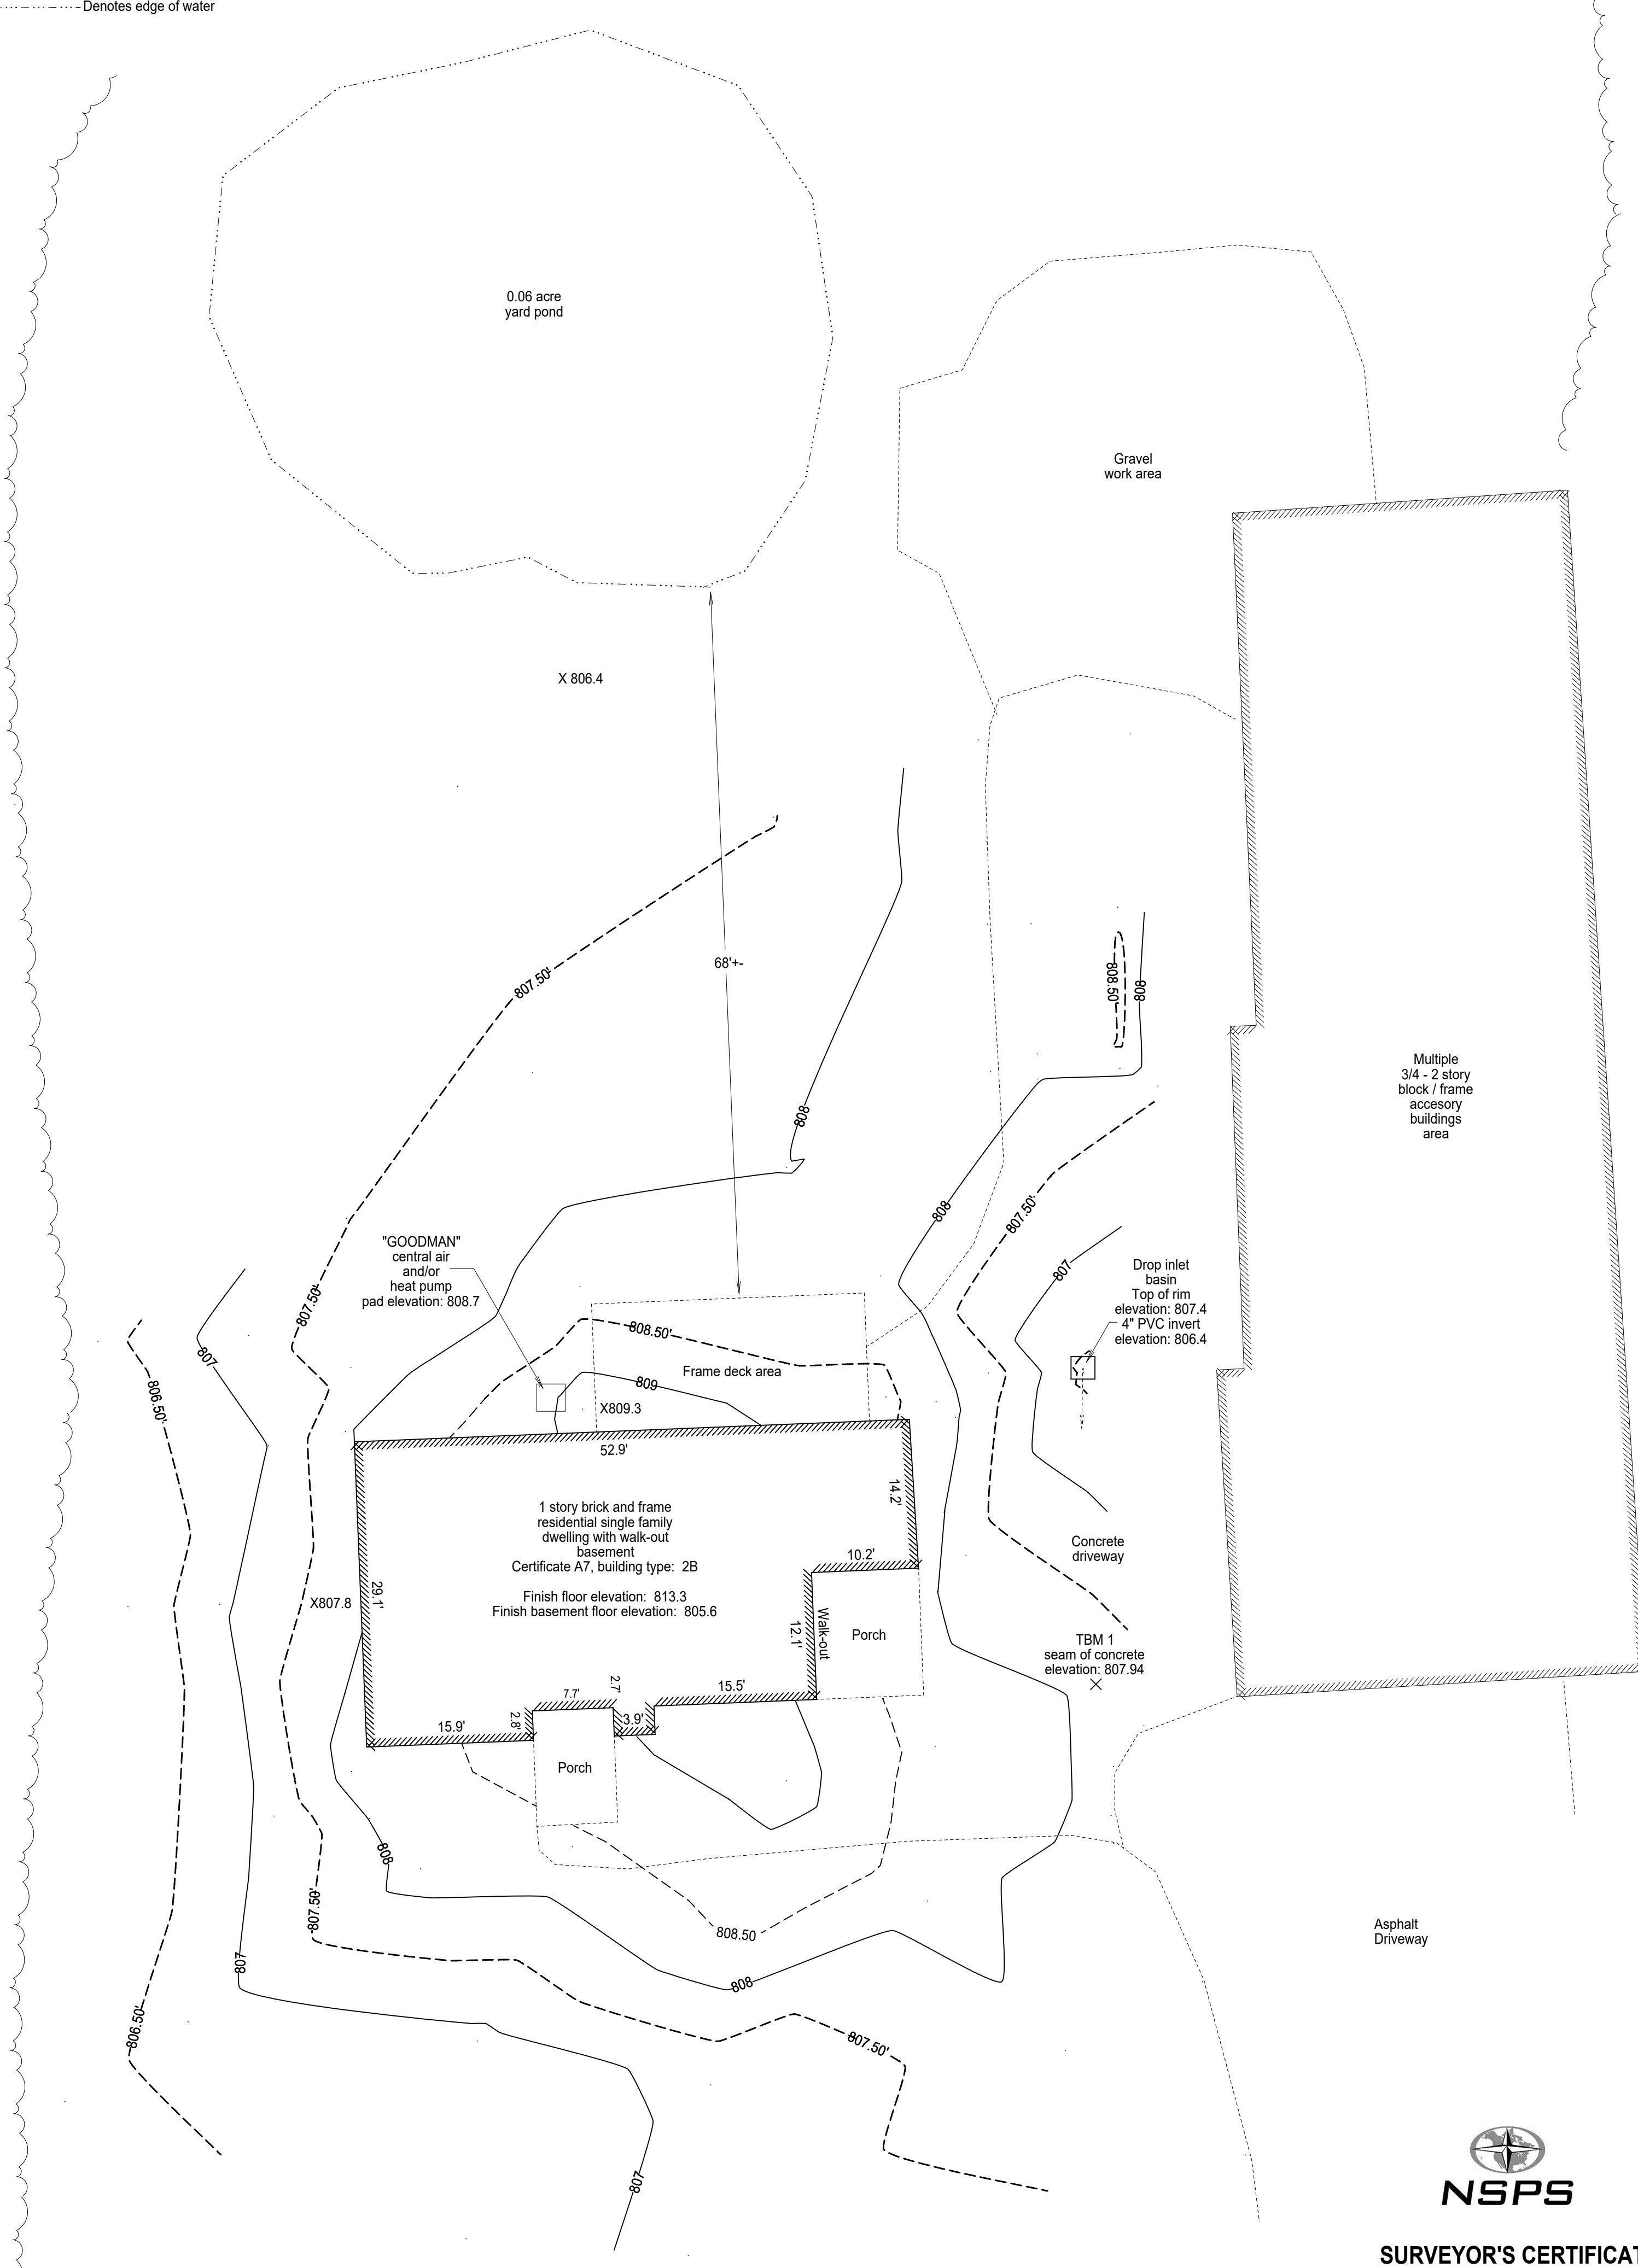 Denotes edge of water
0.06 acre
yard pond
Gravel
work area
X 806.4
807.50'
68'+-
808.50'
808
Multiple
3/4 - 2 story
block / frame
accesory
buildings
area
808
808
807.50'
"GOODMAN"
central air
and/or
heat pump
pad elevation: 808.7
807
Drop inlet
basin
Top of rim
elevation: 807.4
4" PVC invert
elevation: 806.4
807.50'
808.50'
807
Frame deck area
809
806.50'
X809.3
52.9'
14.2'
1 story brick and frame
residential single family
dwelling with walk-out
basement
Certificate A7, building type: 2B
Finish floor elevation: 813.3
Finish basement floor elevation: 805.6
Concrete
driveway
10.2'
29.1'
X807.8
Walk-out
12.1'
Porch
TBM 1
seam of concrete
elevation: 807.94
2.7'
7.7'
15.5'
2.8'
3.9'
15.9'
Porch
808
807.50'
808.50
Asphalt
Driveway
807
808
806.50'
807.50'
807
NSPS
SURVEYOR'S CERTIFICAT